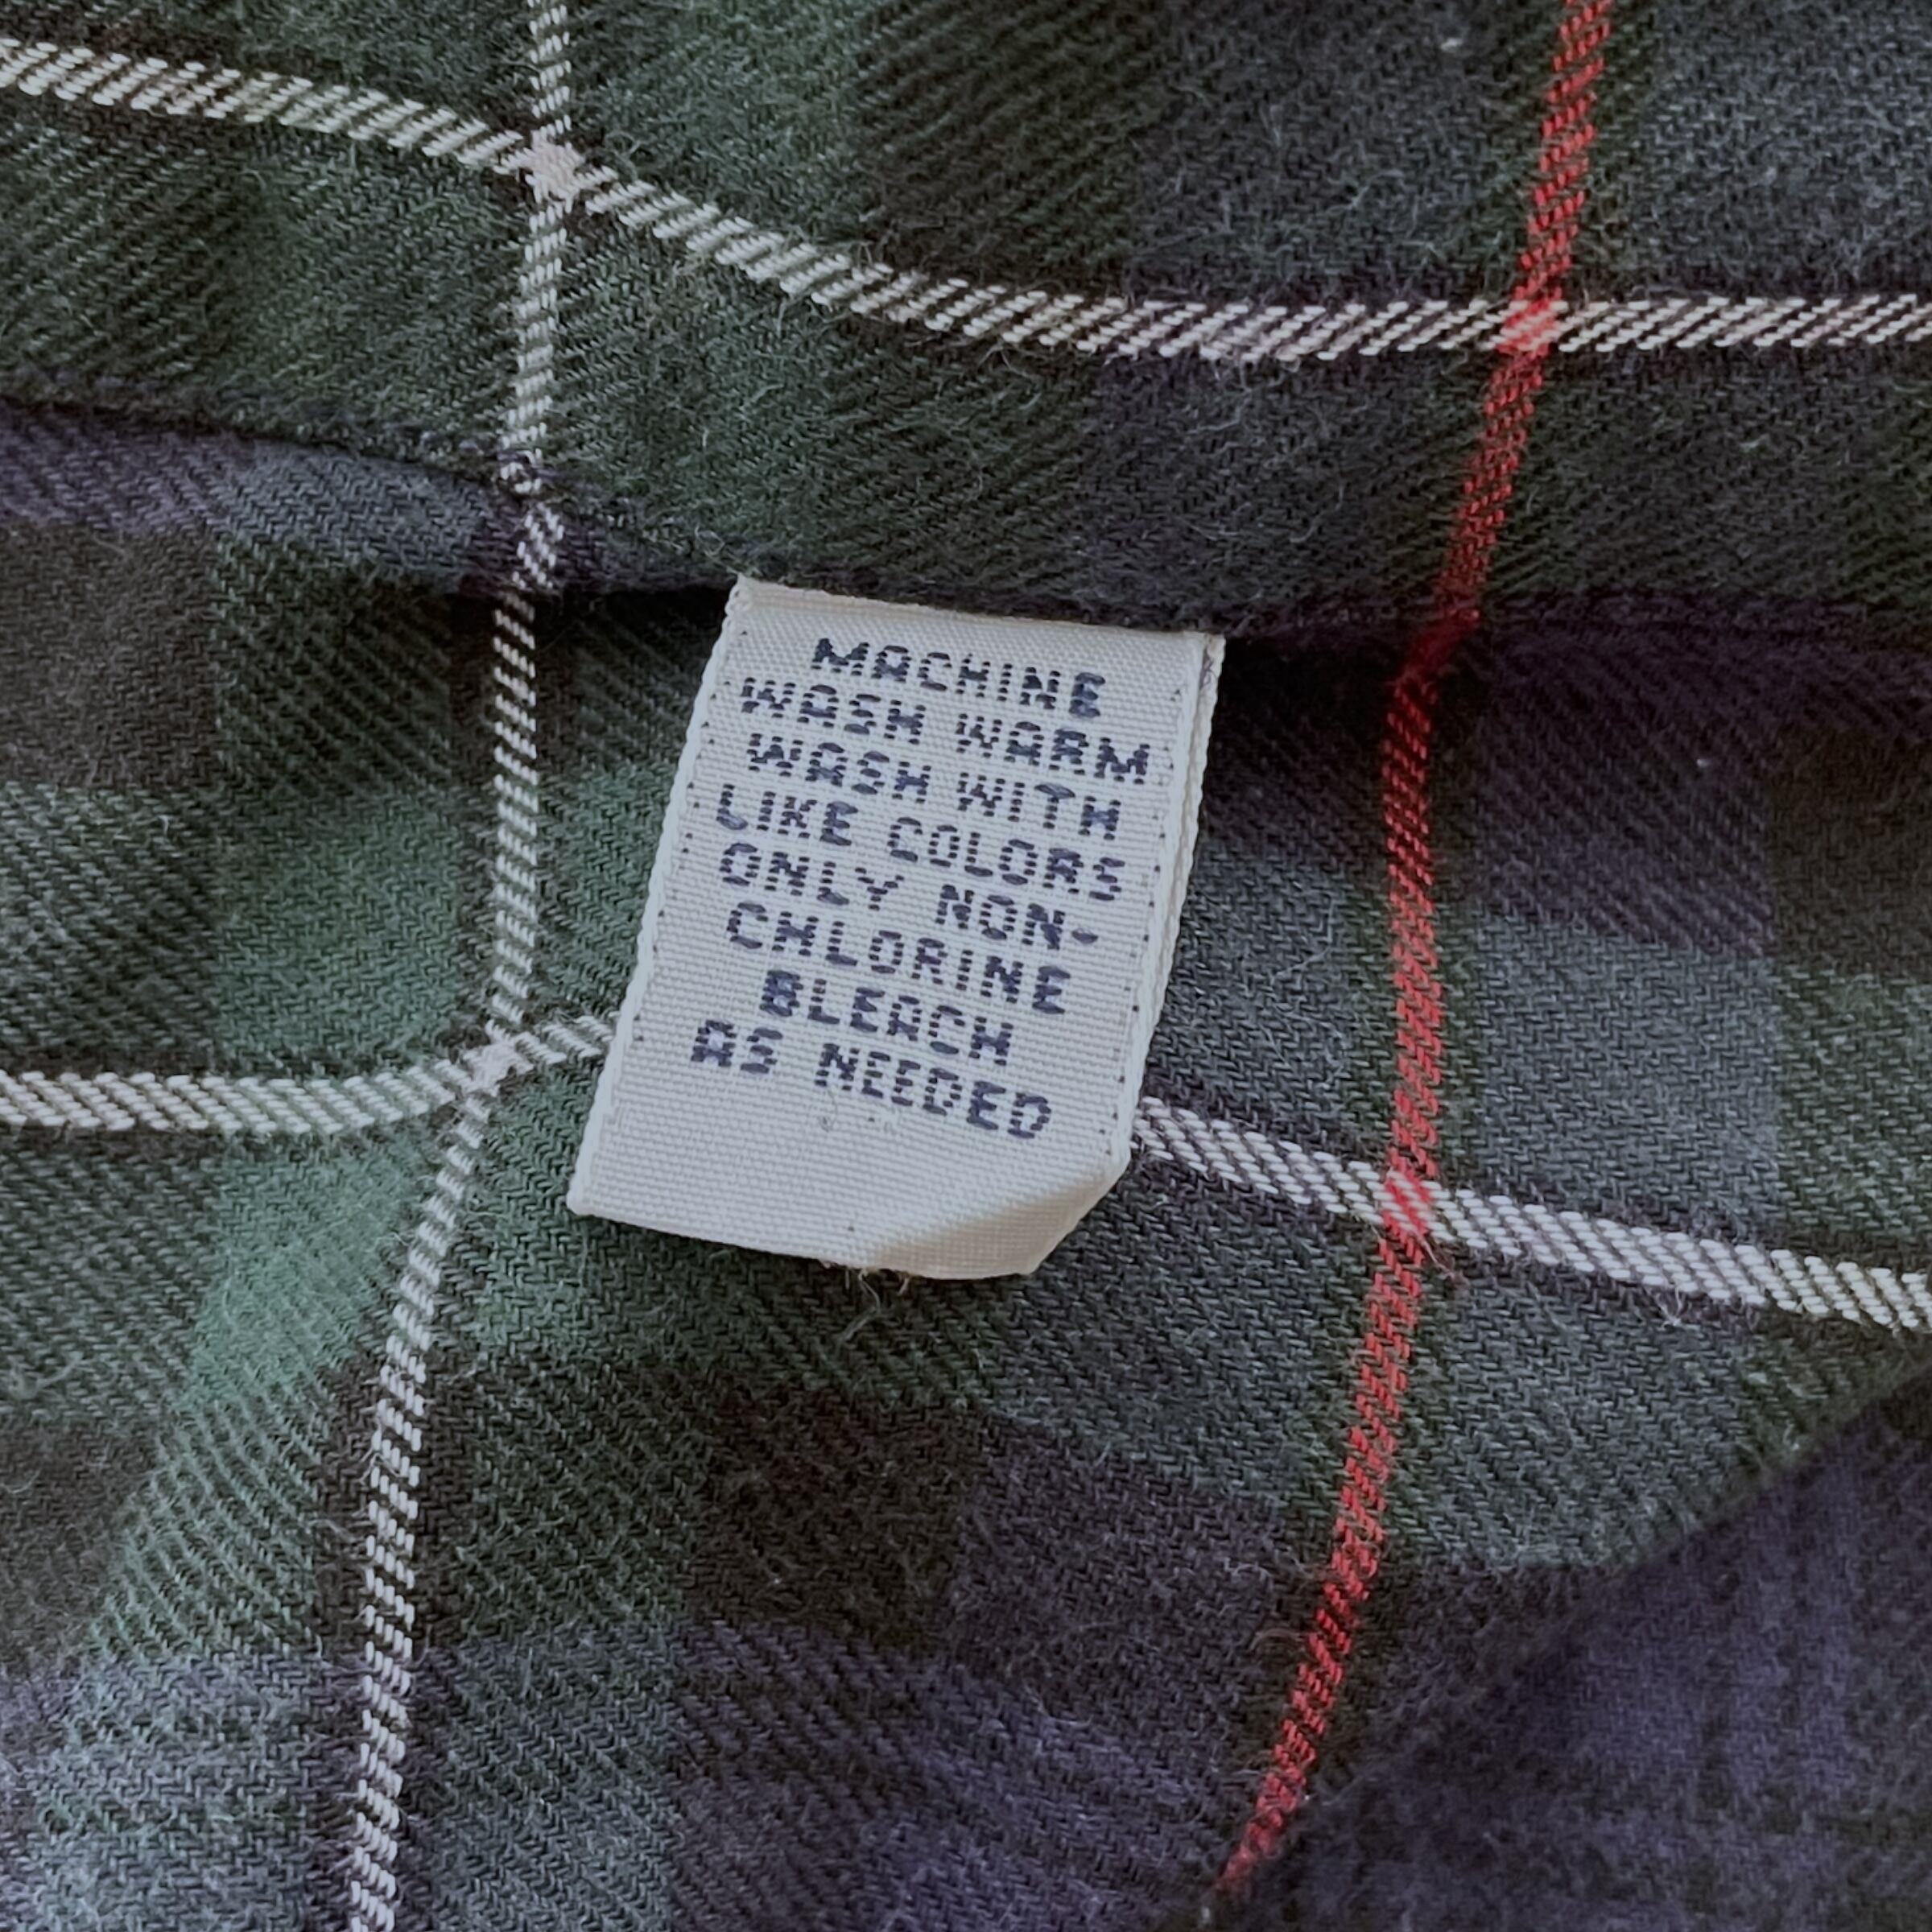 MACHINE
WASH WARM
WASH WITH
LIKE COLORS
ONLY NON-
CHLORINE
BLEACH
AS NEEDED